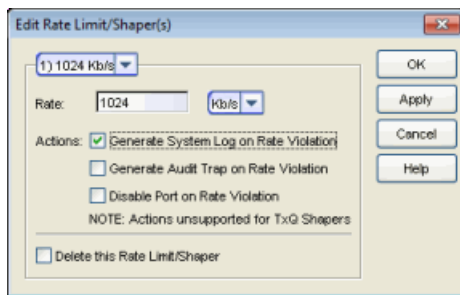 Edit Rate Limit/Shaper(s)
1) 1024 Kb/s
OK
Rate: 1024 Kb/s
Apply
Actions: Generate System Log on Rate Violation
Cancel
Generate Audit Trap on Rate Violation
Help
Disable Port on Rate Violation
NOTE: Actions unsupported for TxQ Shapers
Delete this Rate Limit/Shaper